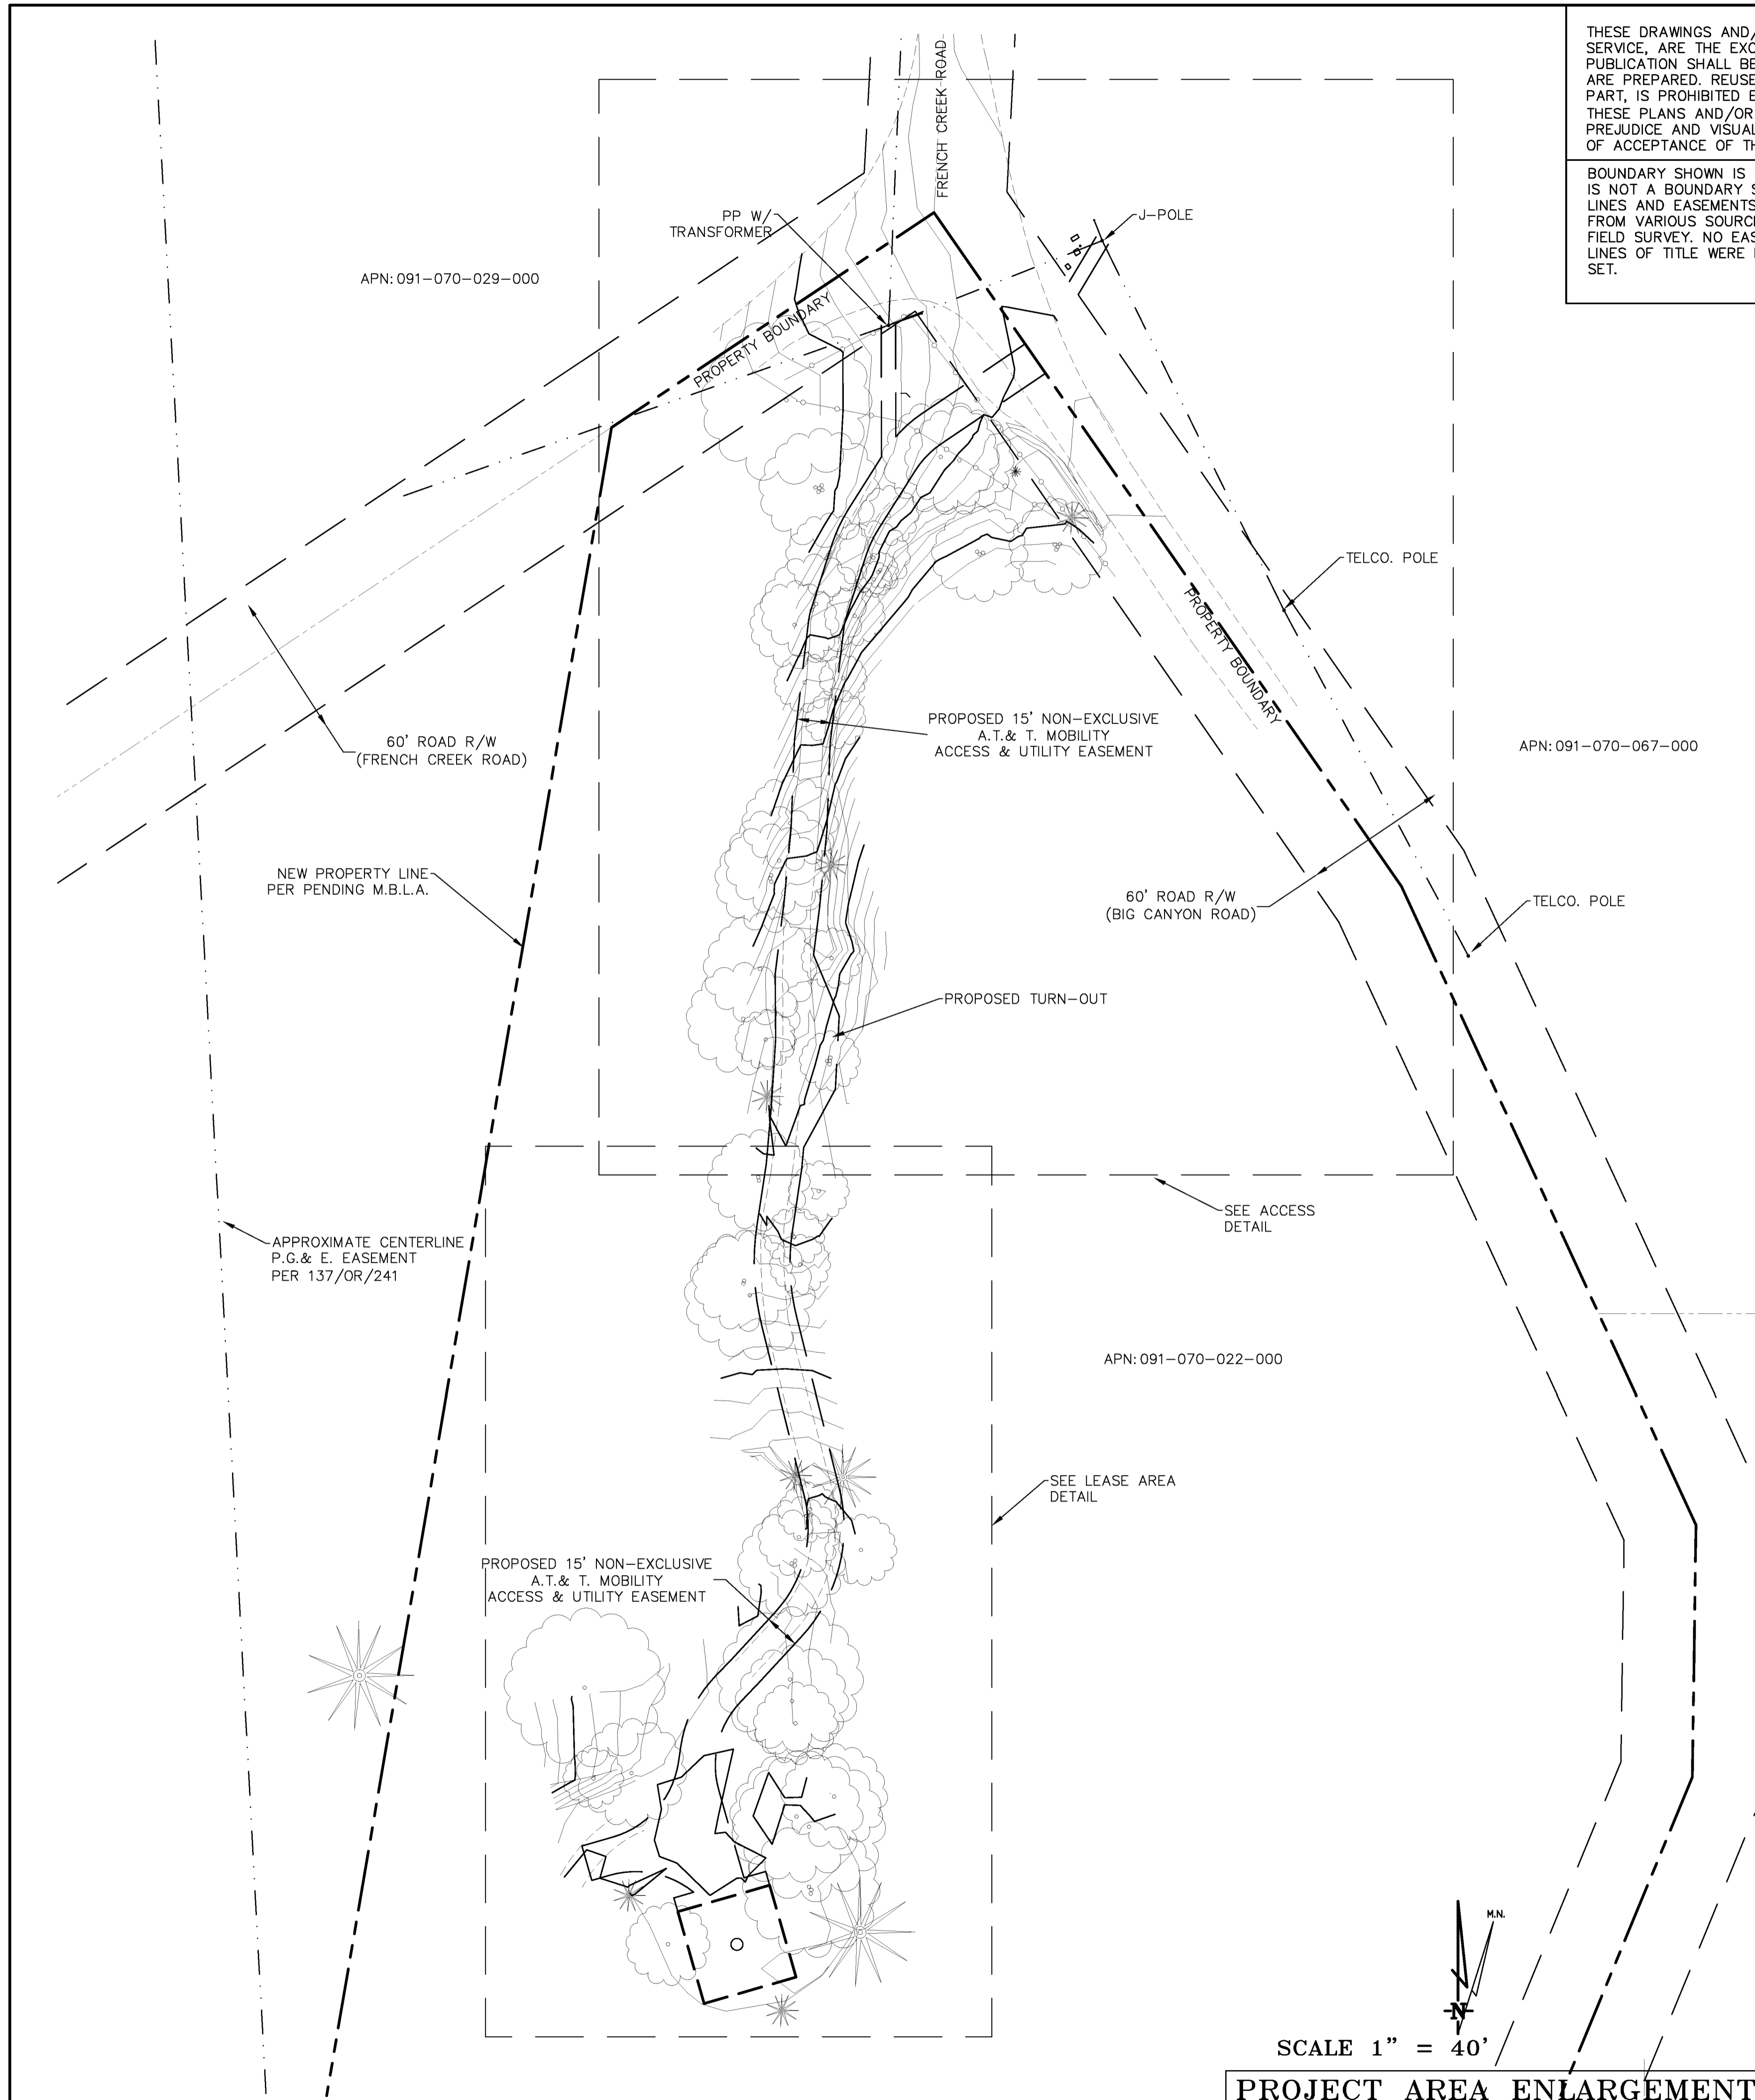 THESE DRAWINGS AND/
SERVICE, ARE THE EXC
PUBLICATION SHALL BE
ARE PREPARED. REUSE
PART, IS PROHIBITED E
THESE PLANS AND/OR
PREJUDICE AND VISUAL
OF ACCEPTANCE OF TH
BOUNDARY SHOWN IS
IS NOT A BOUNDARY S
LINES AND EASEMENTS
FROM VARIOUS SOURC
FIELD SURVEY. NO EAS
LINES OF TITLE WERE
SET.
FRENCH CREEK ROAD
PP W/
TRANSFORMER
J-POLE
APN: 091-070-029-000
PROPERTY BOUNDARY
TELCO. POLE
PROPERTY BOUNDARY
PROPOSED 15' NON-EXCLUSIVE
A.T.& T. MOBILITY
ACCESS & UTILITY EASEMENT
60' ROAD R/W
(FRENCH CREEK ROAD)
APN: 091-070-067-000
NEW PROPERTY LINE
PER PENDING M.B.L.A.
60' ROAD R/W
(BIG CANYON ROAD)
TELCO. POLE
PROPOSED TURN-OUT
SEE ACCESS
DETAIL
APPROXIMATE CENTERLINE
P.G.& E. EASEMENT
PER 137/OR/241
APN: 091-070-022-000
SEE LEASE AREA
DETAIL
PROPOSED 15' NON-EXCLUSIVE
A.T.& T. MOBILITY
ACCESS & UTILITY EASEMENT
M.N.
N
SCALE 1" = 40'
PROJECT AREA ENLARGEMENT